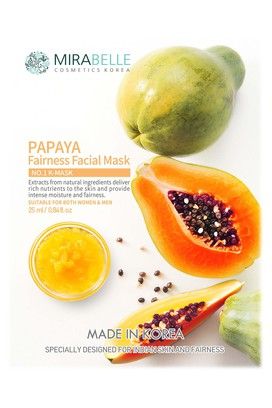 MIRABELLE
COSMETICS KOREA
PAPAYA
Fairness Facial Mask
NO.1 K-MASK
Extracts from natural ingredients deliver
rich nutrients to the skin and provide
intense moisture and fairness.
SUITABLE FOR BOTH WOMEN & MEN
25 ml / 0.84fl.oz
MADE IN KOREA
SPECIALLY DESIGNED FOR INDIAN SKIN AND FAIRNESS